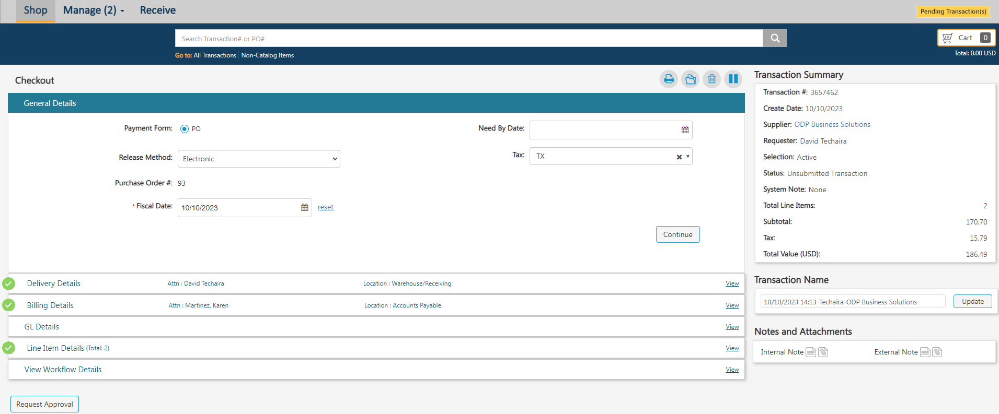 Shop Manage (2) Receive
Pending Transaction(s)
Search Transaction# or PO#
Cart 0
Go to: All Transactions Non-Catalog Items
Total: 0.00 USD
Checkout
General Details
Payment Form: PO
Need By Date:
Release Method: Electronic
Tax: TX
Purchase Order #: 93
* Fiscal Date: 10/10/2023 reset
Continue
Delivery Details Attn : David Techaira Location : Warehouse/Receiving View
Billing Details Attn : Martinez, Karen Location : Accounts Payable View
GL Details View
Line Item Details (Total: 2) View
View Workflow Details View
Request Approval
Transaction Summary
Transaction #: 3657462
Create Date: 10/10/2023
Supplier: ODP Business Solutions
Requester: David Techaira
Selection: Active
Status: Unsubmitted Transaction
System Note: None
Total Line Items: 2
Subtotal: 170.70
Tax: 15.79
Total Value (USD): 186.49
Transaction Name
10/10/2023 14:13-Techaira-ODP Business Solutions Update
Notes and Attachments
Internal Note External Note